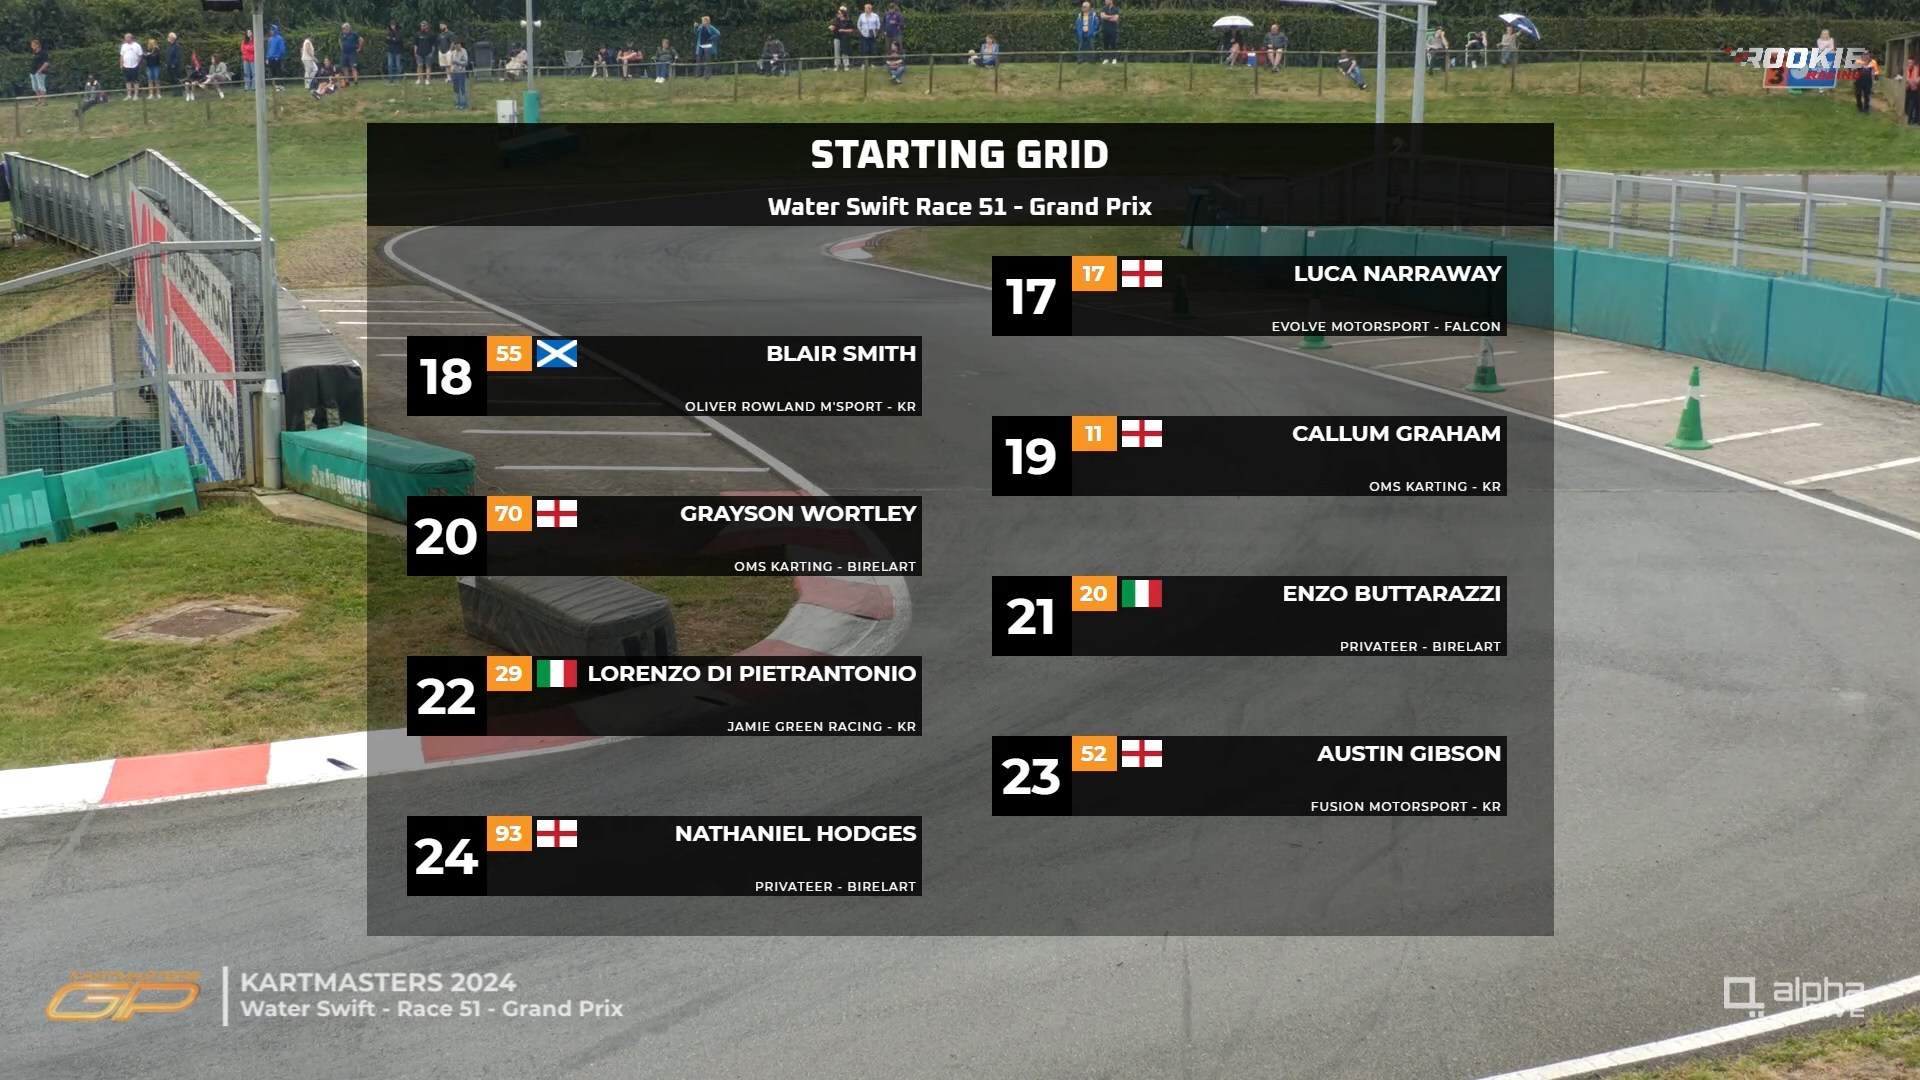 ROOKIE
RACING
STARTING GRID
Water Swift Race 51 - Grand Prix
17
17
LUCA NARRAWAY
EVOLVE MOTORSPORT - FALCON
18
55
BLAIR SMITH
OLIVER ROWLAND M'SPORT - KR
19
11
CALLUM GRAHAM
OMS KARTING - KR
20
70
GRAYSON WORTLEY
OMS KARTING - BIRELART
21
20
ENZO BUTTARAZZI
PRIVATEER - BIRELART
22
29
LORENZO DI PIETRANTONIO
JAMIE GREEN RACING - KR
23
52
AUSTIN GIBSON
FUSION MOTORSPORT - KR
24
93
NATHANIEL HODGES
PRIVATEER - BIRELART
Safeguard
KARTMASTERS
GP
KARTMASTERS 2024
Water Swift - Race 51 - Grand Prix
alpha
LIVE